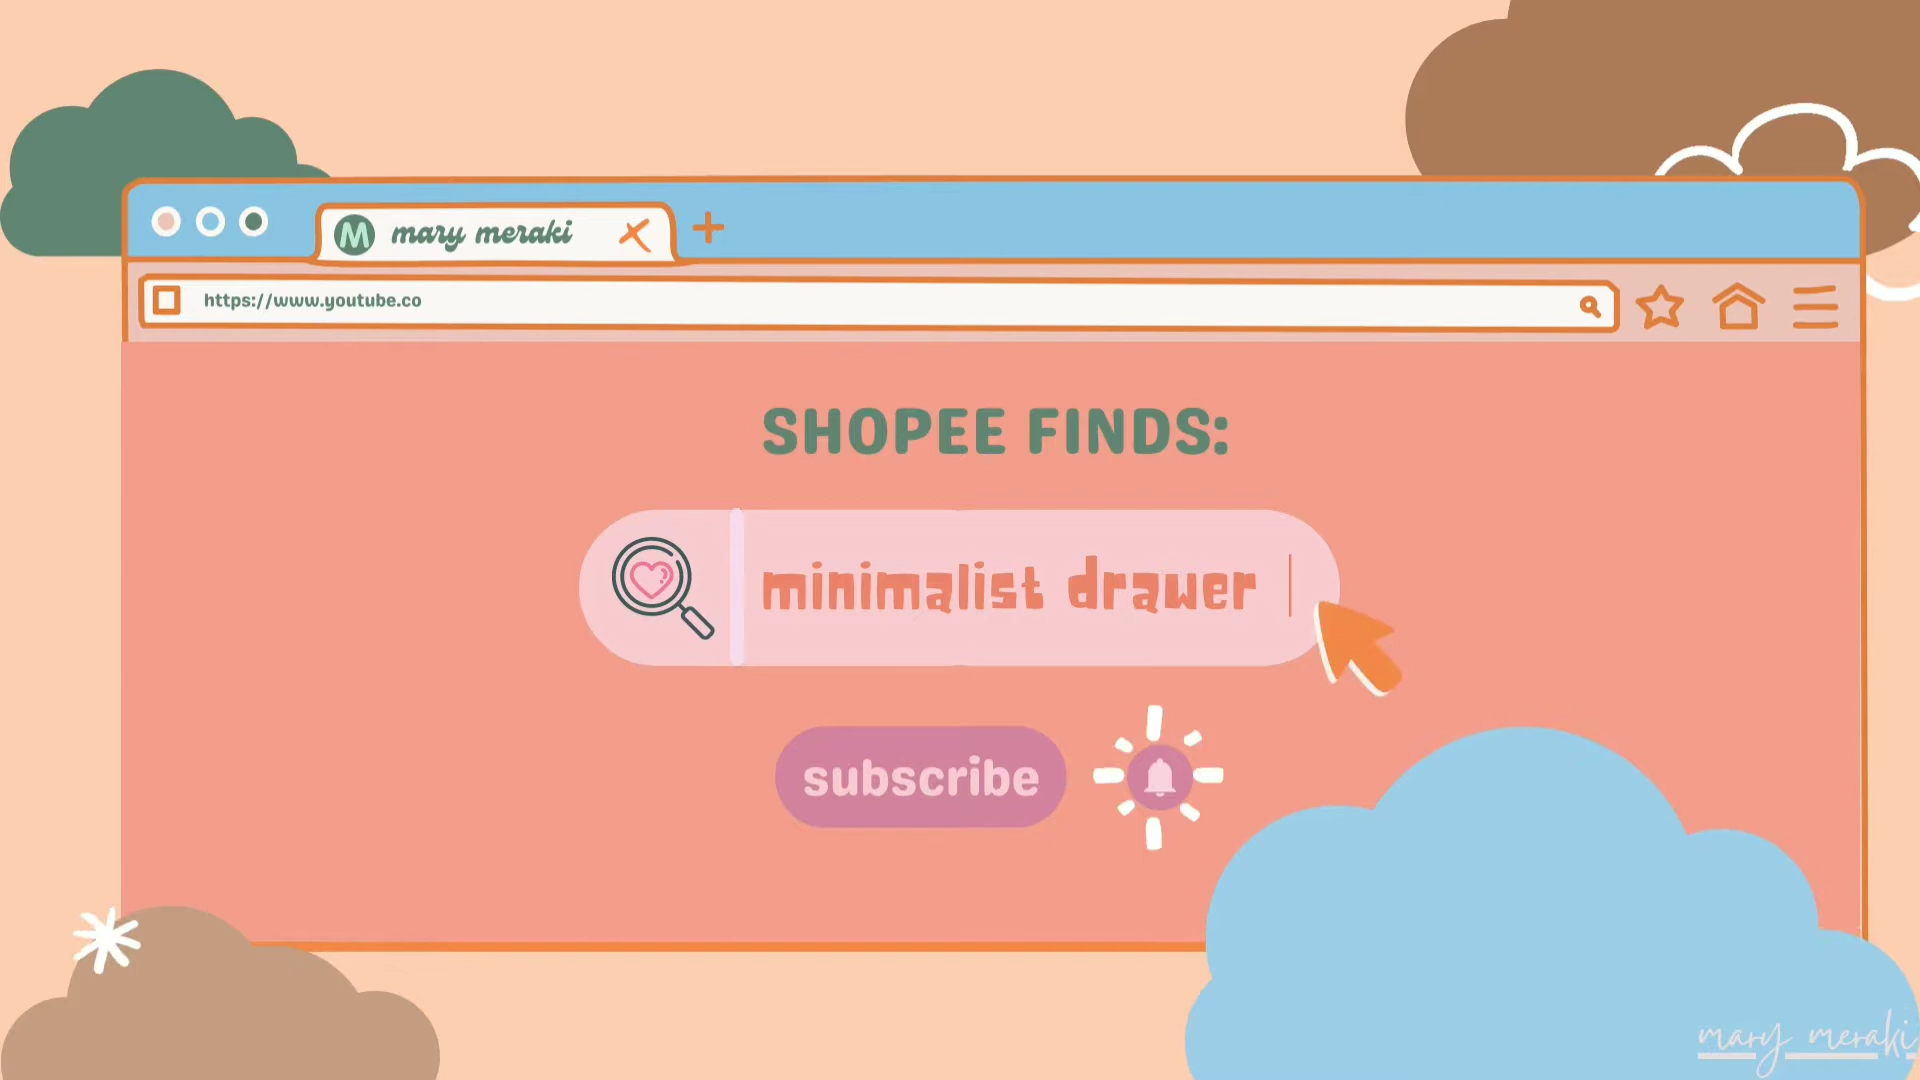 M mary meraki
https://www.youtube.co
SHOPEE FINDS:
minimalist drawer
subscribe
mary meraki